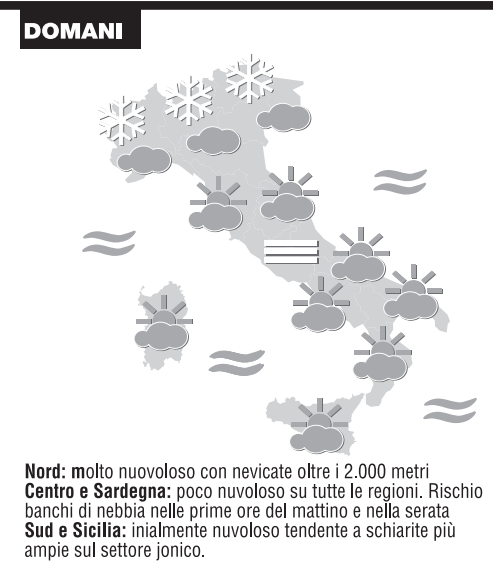 DOMANI
Nord: molto nuovoloso con nevicate oltre i 2.000 metri
Centro e Sardegna: poco nuvoloso su tutte le regioni. Rischio
banchi di nebbia nelle prime ore del mattino e nella serata
Sud e Sicilia: inialmente nuvoloso tendente a schiarite più
ampie sul settore jonico.